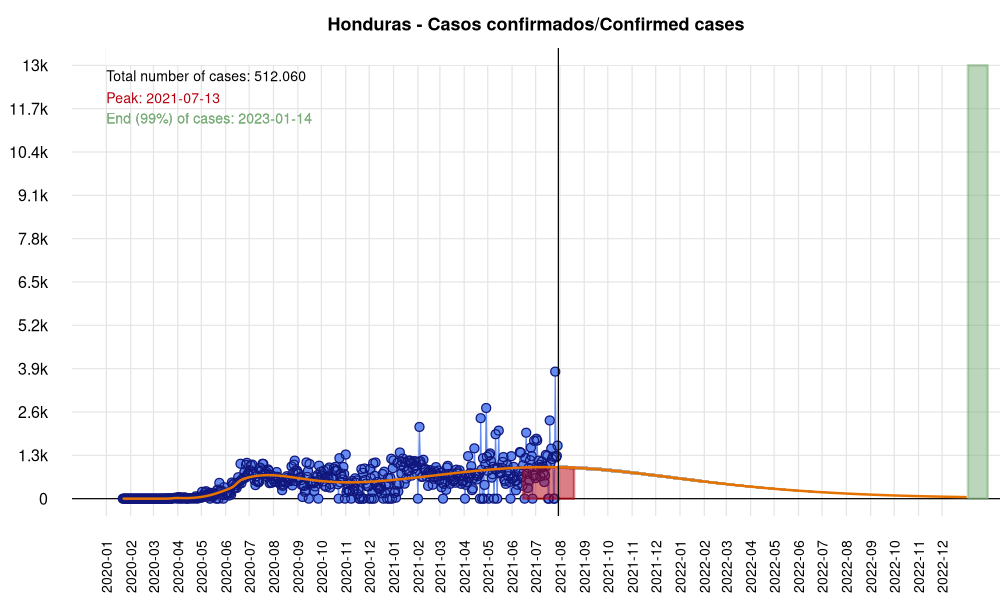 Honduras - Casos confirmados/Confirmed cases
Total number of cases: 512.060
Peak: 2021-07-13
End (99%) of cases: 2023-01-14
13k
11.7k
10.4k
9.1k
7.8k
6.5k
5.2k
3.9k
2.6k
1.3k
0
2020-01
2020-02
2020-03
2020-04
2020-05
2020-06
2020-07
2020-08
2020-09
2020-10
2020-11
2020-12
2021-01
2021-02
2021-03
2021-04
2021-05
2021-06
2021-07
2021-08
2021-09
2021-10
2021-11
2021-12
2022-01
2022-02
2022-03
2022-04
2022-05
2022-06
2022-07
2022-08
2022-09
2022-10
2022-11
2022-12